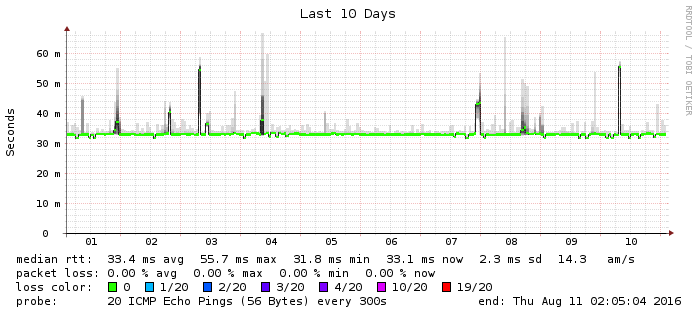 Last 10 Days
RRDTOOL / TOBI OETIKER
Seconds
60 m
50 m
40 m
30 m
20 m
10 m
0
01 02 03 04 05 06 07 08 09 10
median rtt: 33.4 ms avg 55.7 ms max 31.8 ms min 33.1 ms now 2.3 ms sd 14.3 am/s
packet loss: 0.00 % avg 0.00 % max 0.00 % min 0.00 % now
loss color: 0 1/20 2/20 3/20 4/20 10/20 19/20
probe: 20 ICMP Echo Pings (56 Bytes) every 300s end: Thu Aug 11 02:05:04 2016